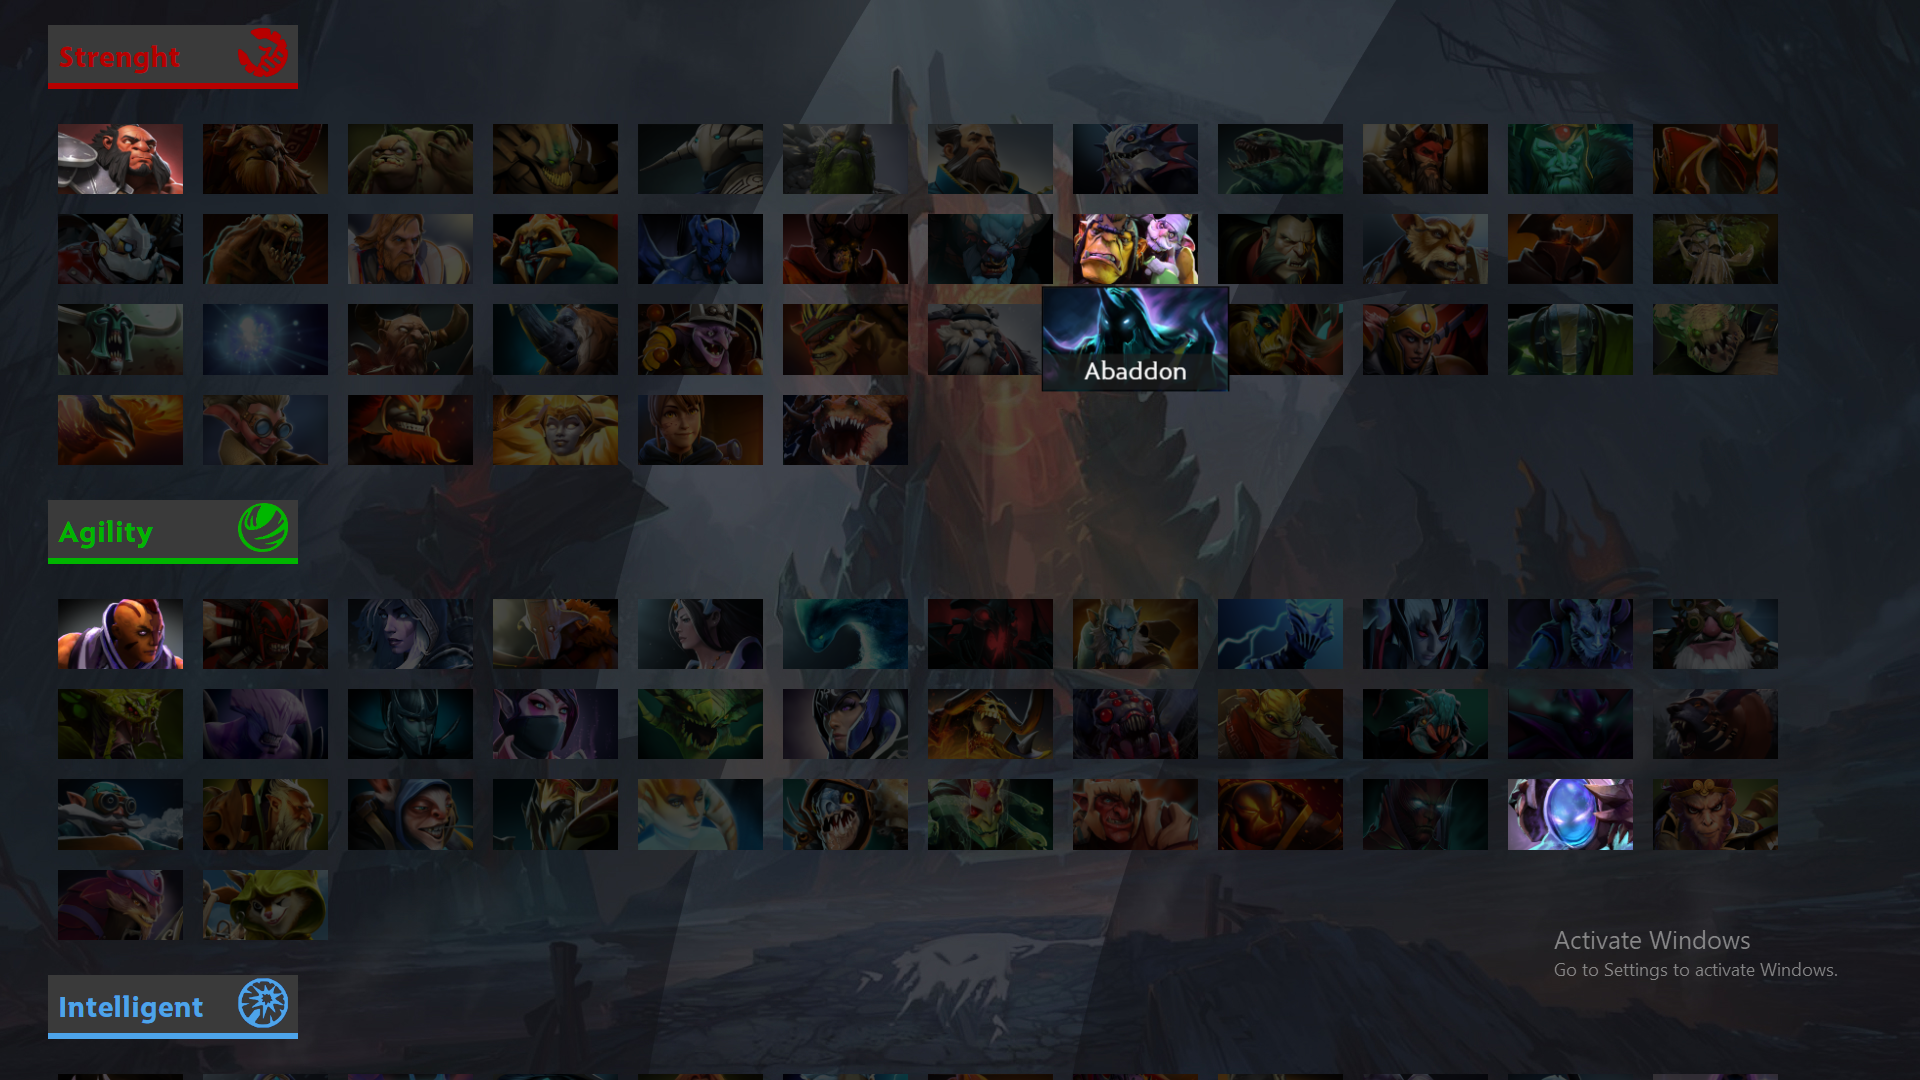 Strenght
Abaddon
Agility
Activate Windows
Go to Settings to activate Windows.
Intelligent